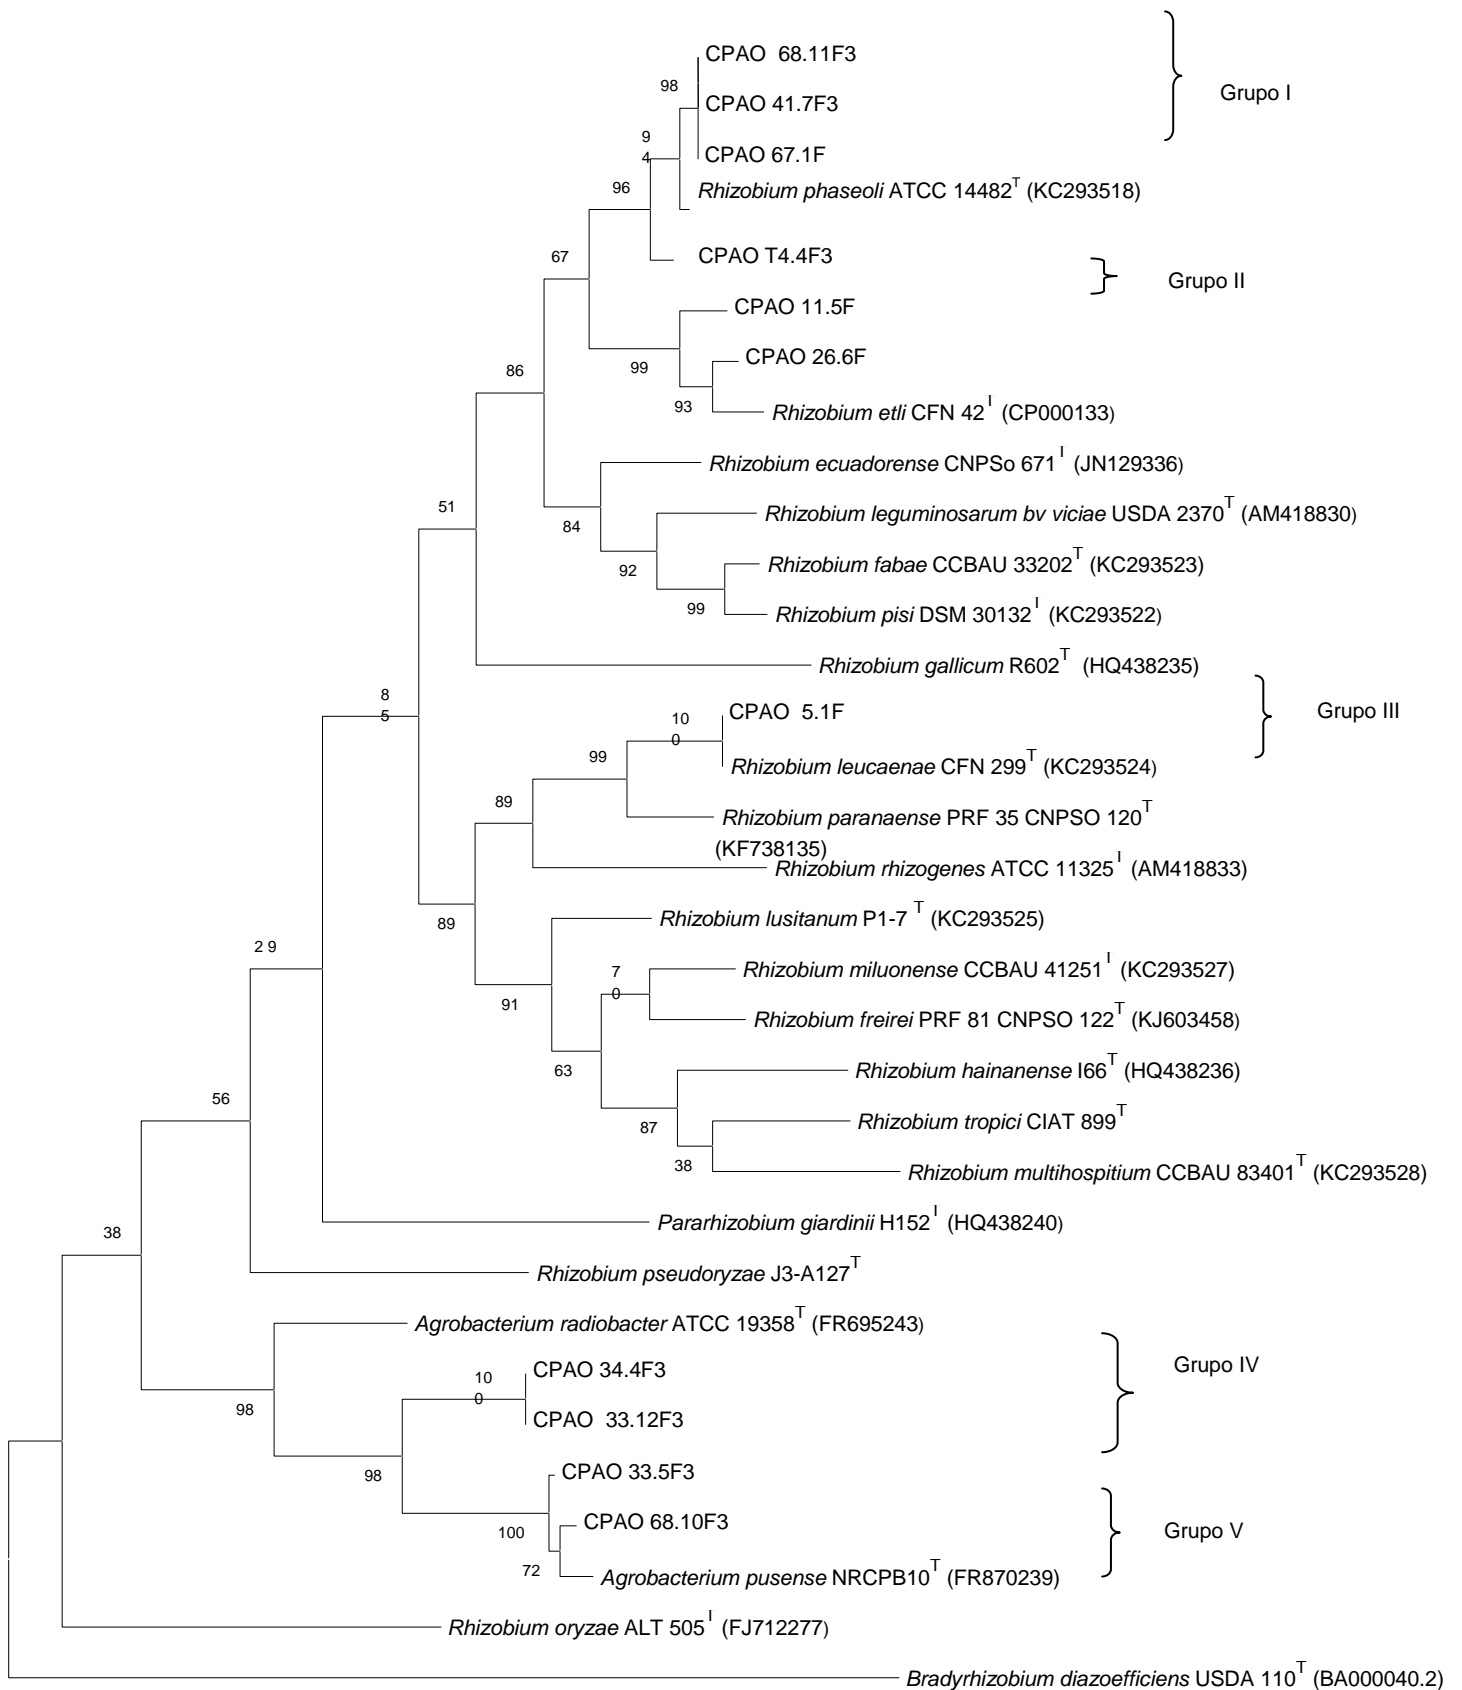 CPAO 68.11F3
98
Grupo I
CPAO 41.7F3
9
4
CPAO 67.1F
96
Rhizobium phaseoli ATCC 14482T (KC293518)
67
CPAO T4.4F3
Grupo II
CPAO 11.5F
CPAO 26.6F
99
86
93
Rhizobium etli CFN 42T (CP000133)
Rhizobium ecuadorense CNPSo 671T (JN129336)
51
Rhizobium leguminosarum bv viciae USDA 2370T (AM418830)
84
Rhizobium fabae CCBAU 33202T (KC293523)
92
99
Rhizobium pisi DSM 30132T (KC293522)
Rhizobium gallicum R602T (HQ438235)
8
5
10
0
CPAO 5.1F
Grupo III
99
Rhizobium leucaenae CFN 299T (KC293524)
89
Rhizobium paranaense PRF 35 CNPSO 120T
(KF738135)
Rhizobium rhizogenes ATCC 11325T (AM418833)
89
Rhizobium lusitanum P1-7 T (KC293525)
2 9
7
0
Rhizobium miluonense CCBAU 41251T (KC293527)
91
Rhizobium freirei PRF 81 CNPSO 122T (KJ603458)
63
Rhizobium hainanense I66T (HQ438236)
56
87
Rhizobium tropici CIAT 899T
38
Rhizobium multihospitium CCBAU 83401T (KC293528)
Pararhizobium giardinii H152T (HQ438240)
38
Rhizobium pseudoryzae J3-A127T
Agrobacterium radiobacter ATCC 19358T (FR695243)
10
0
CPAO 34.4F3
Grupo IV
98
CPAO 33.12F3
98
CPAO 33.5F3
100
CPAO 68.10F3
Grupo V
72
Agrobacterium pusense NRCPB10T (FR870239)
Rhizobium oryzae ALT 505T (FJ712277)
Bradyrhizobium diazoefficiens USDA 110T (BA000040.2)